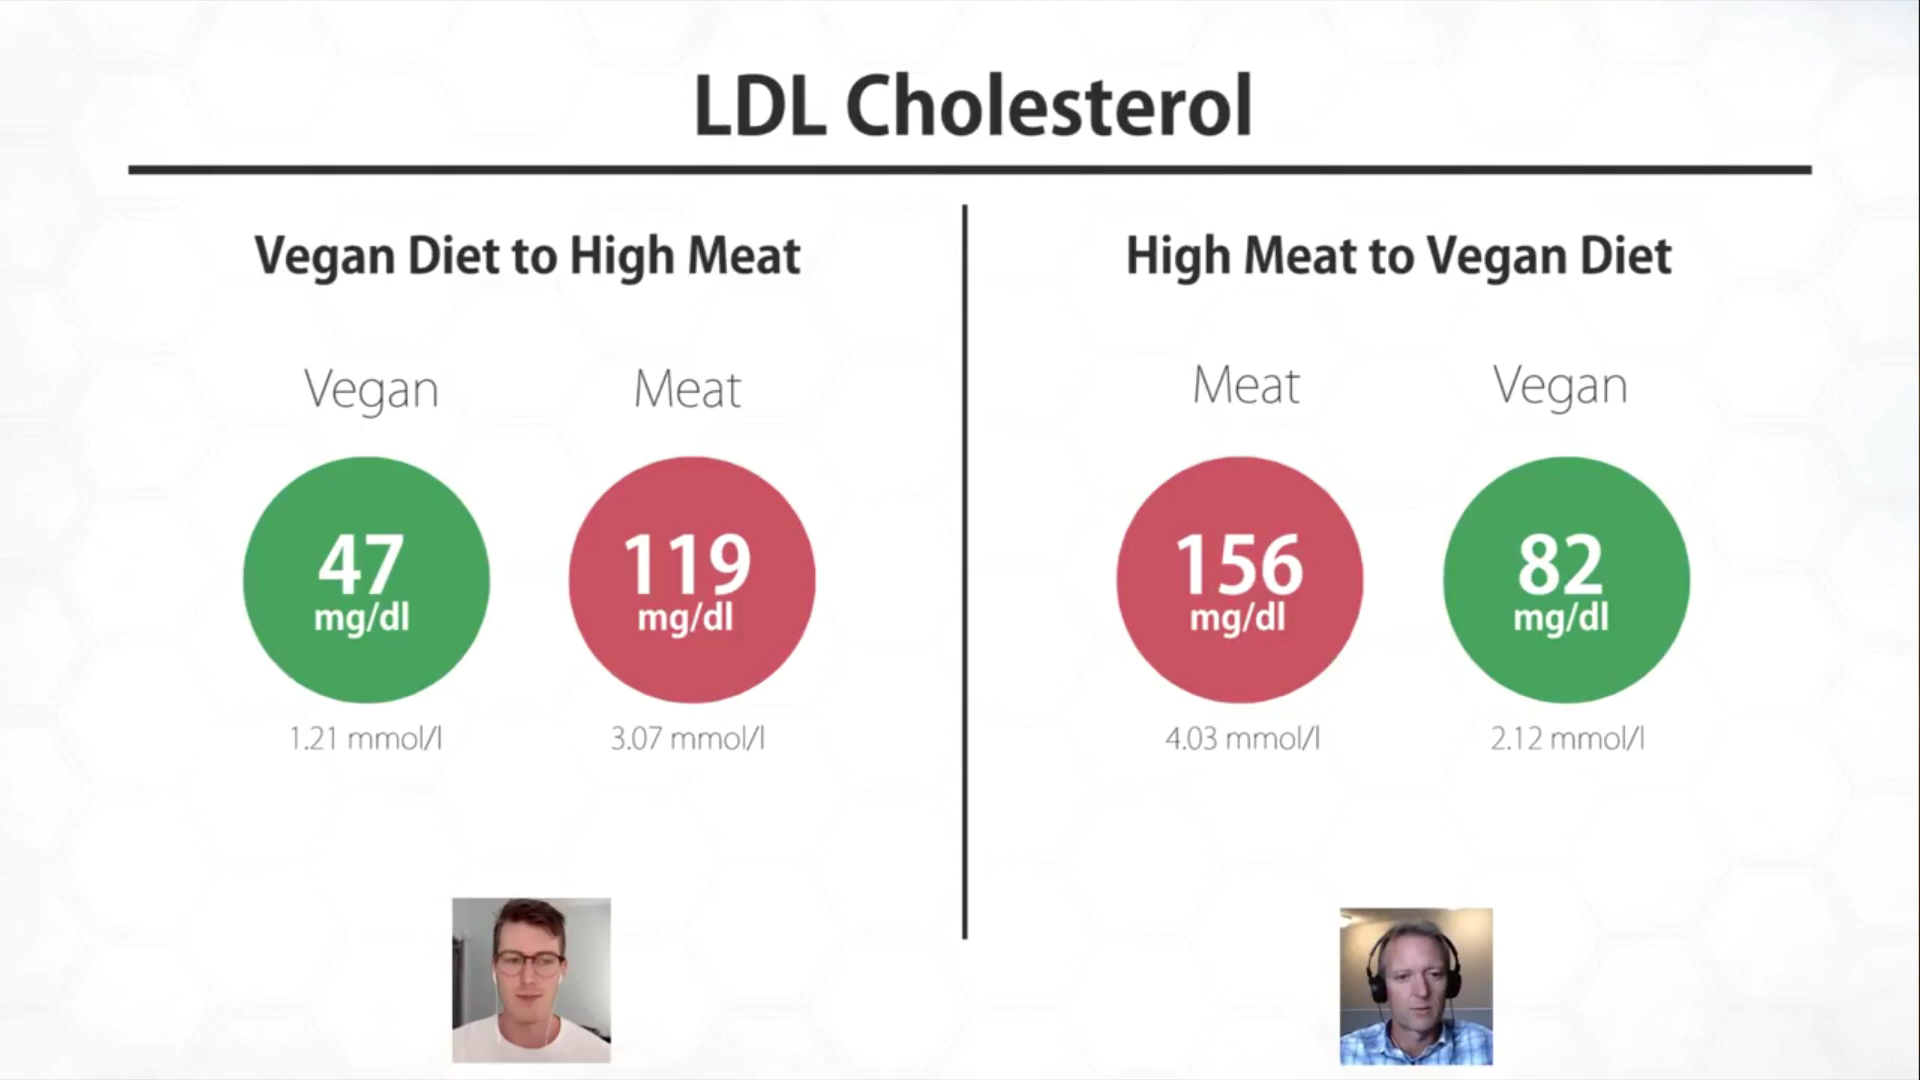 LDL Cholesterol
Vegan Diet to High Meat
Vegan Meat
47 mg/dl
119 mg/dl
1.21 mmol/l 3.07 mmol/l
High Meat to Vegan Diet
Meat Vegan
156 mg/dl
82 mg/dl
4.03 mmol/l 2.12 mmol/l